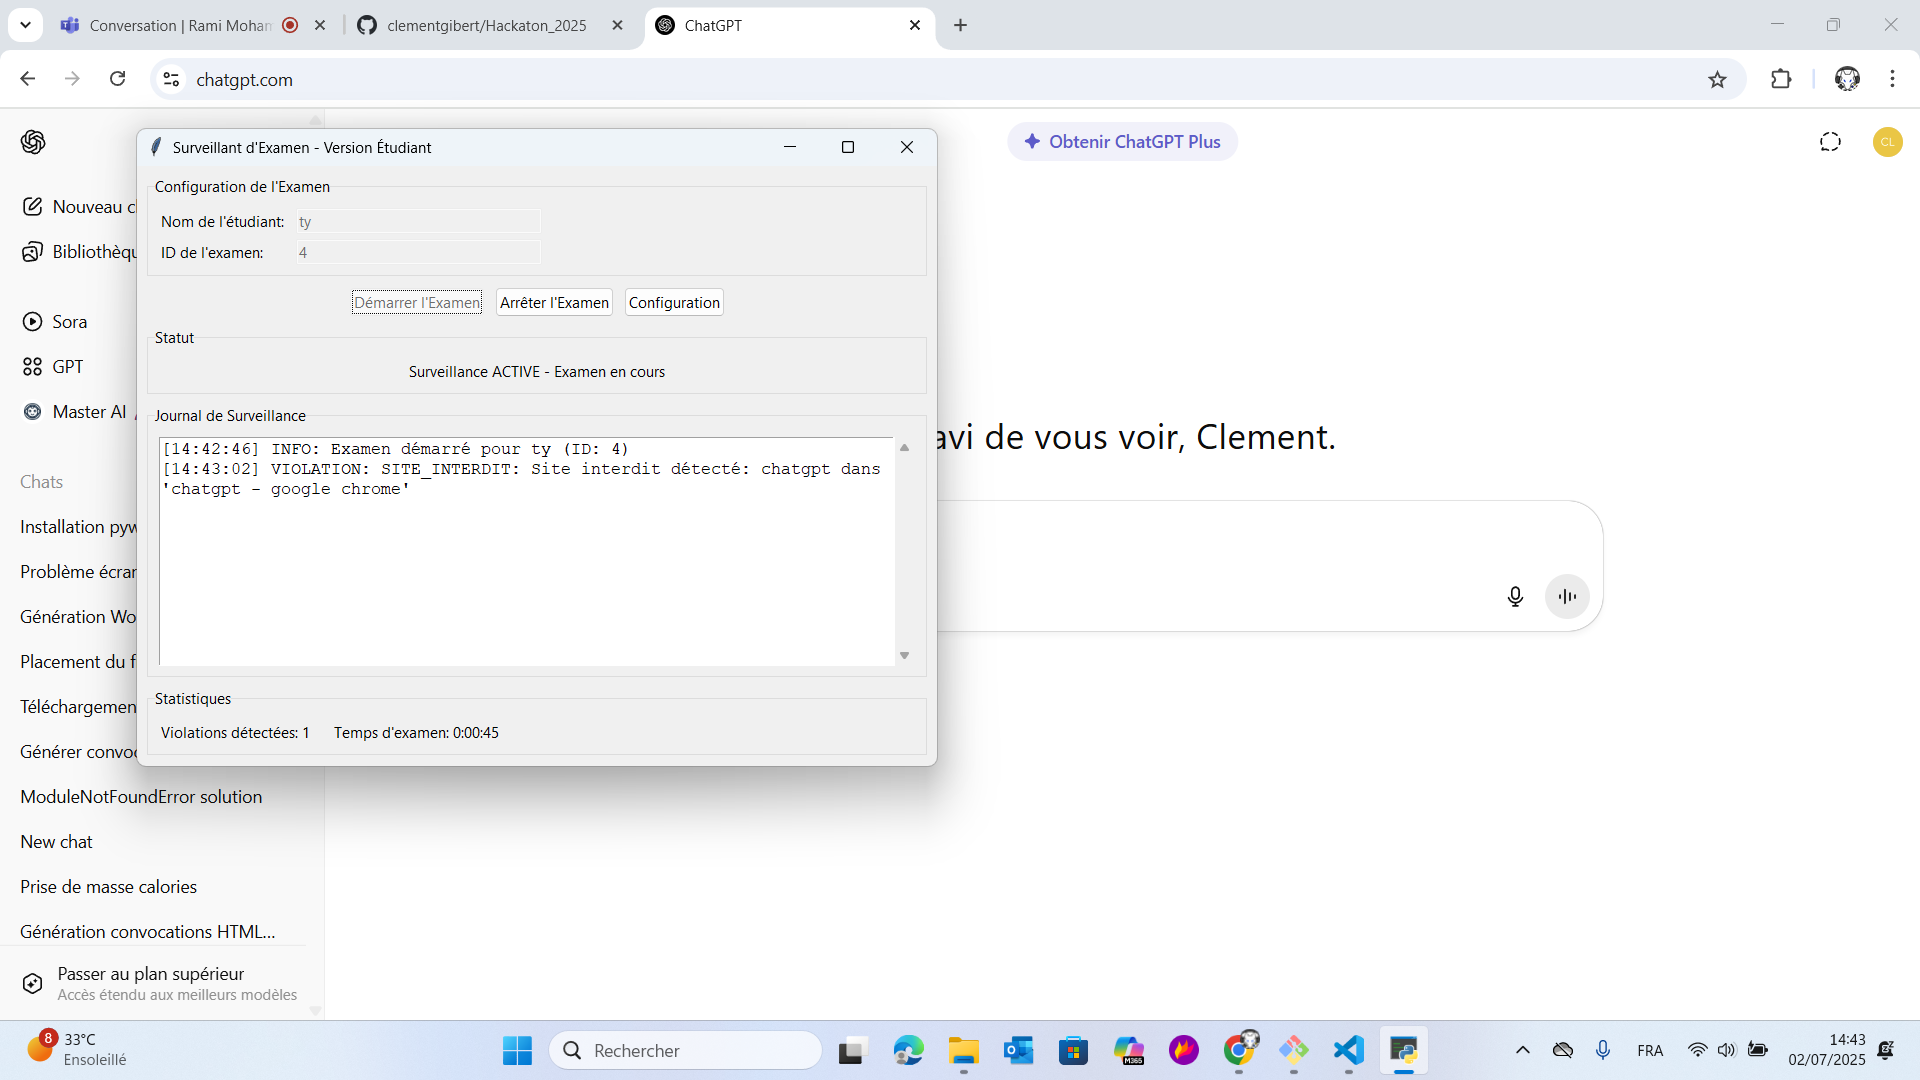 Conversation | Rami Moham
clementgibert/Hackaton_2025
ChatGPT
chatgpt.com
Obtenir ChatGPT Plus
CL
Nouveau c
Bibliothèqu
Sora
GPT
Master AI
Chats
Installation pyw
Problème écran
Génération Wo
Placement du f
Téléchargemen
Générer convoc
ModuleNotFoundError solution
New chat
Prise de masse calories
Génération convocations HTML...
Passer au plan supérieur
Accès étendu aux meilleurs modèles
Surveillant d'Examen - Version Étudiant
Configuration de l'Examen
Nom de l'étudiant: ty
ID de l'examen: 4
Démarrer l'Examen Arrêter l'Examen Configuration
Statut
Surveillance ACTIVE - Examen en cours
Journal de Surveillance
[14:42:46] INFO: Examen démarré pour ty (ID: 4)
[14:43:02] VIOLATION: SITE_INTERDIT: Site interdit détecté: chatgpt dans
'chatgpt - google chrome'
Statistiques
Violations détectées: 1 Temps d'examen: 0:00:45
avi de vous voir, Clement.
8
33°C
Ensoleillé
Rechercher
M365
FRA
14:43
02/07/2025